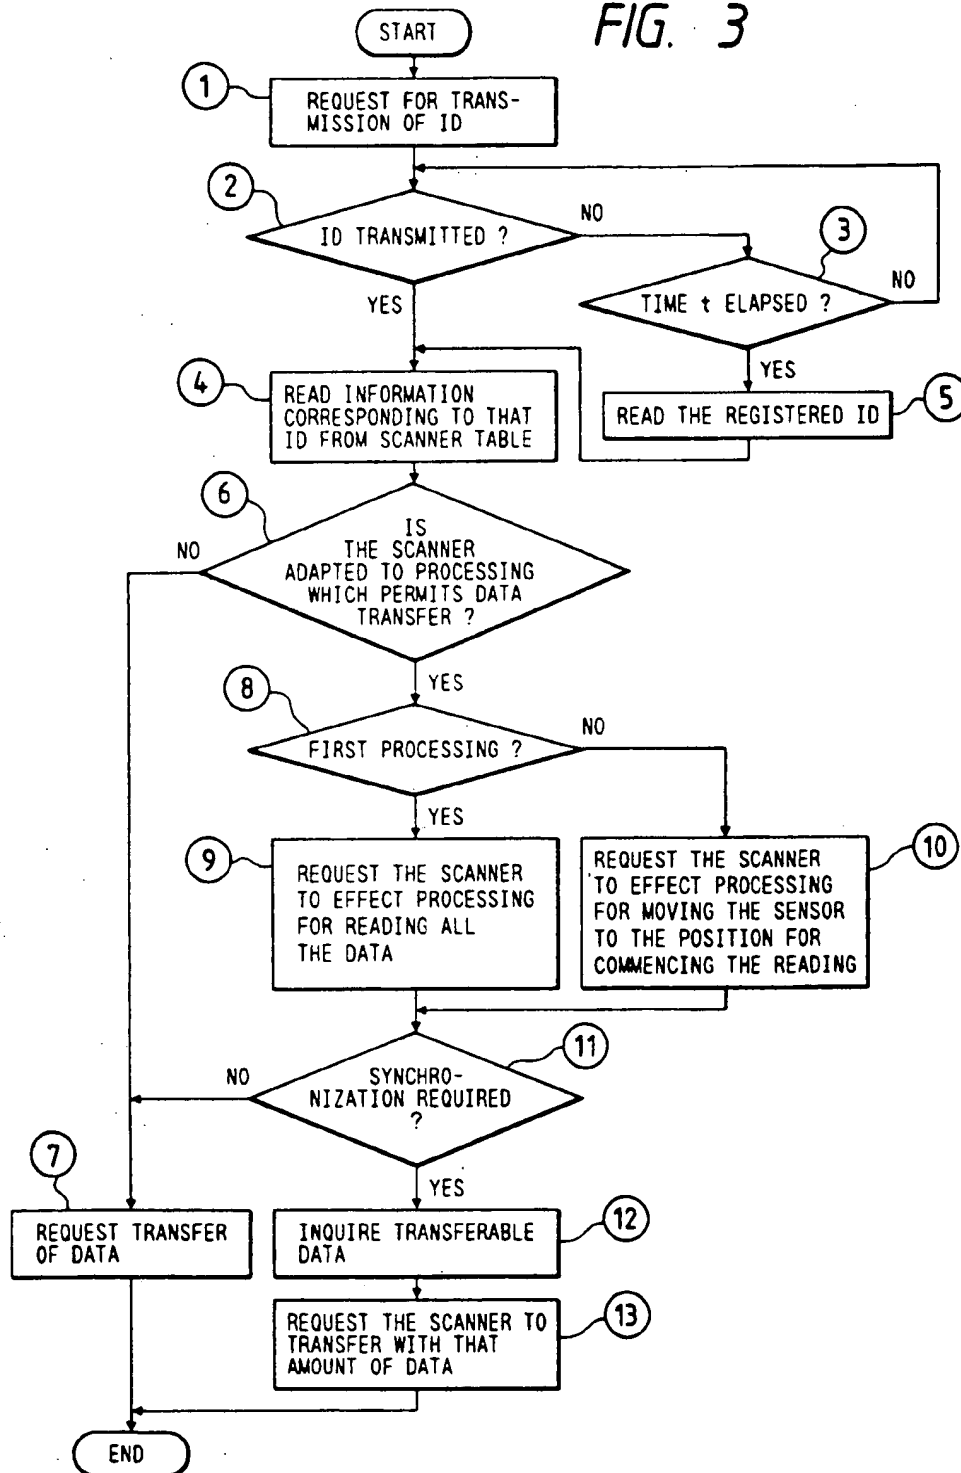 FIG. 3
START
1
REQUEST FOR TRANS-
MISSION OF ID
2
ID TRANSMITTED ?
NO
3
TIME t ELAPSED ?
NO
YES
YES
4
READ INFORMATION
CORRESPONDING TO THAT
ID FROM SCANNER TABLE
5
READ THE REGISTERED ID
6
IS
THE SCANNER
ADAPTED TO PROCESSING
WHICH PERMITS DATA
TRANSFER ?
NO
YES
8
FIRST PROCESSING ?
NO
YES
9
REQUEST THE SCANNER
TO EFFECT PROCESSING
FOR READING ALL
THE DATA
10
REQUEST THE SCANNER
TO EFFECT PROCESSING
FOR MOVING THE SENSOR
TO THE POSITION FOR
COMMENCING THE READING
11
SYNCHRO-
NIZATION REQUIRED
?
NO
YES
7
REQUEST TRANSFER
OF DATA
12
INQUIRE TRANSFERABLE
DATA
13
REQUEST THE SCANNER TO
TRANSFER WITH THAT
AMOUNT OF DATA
END